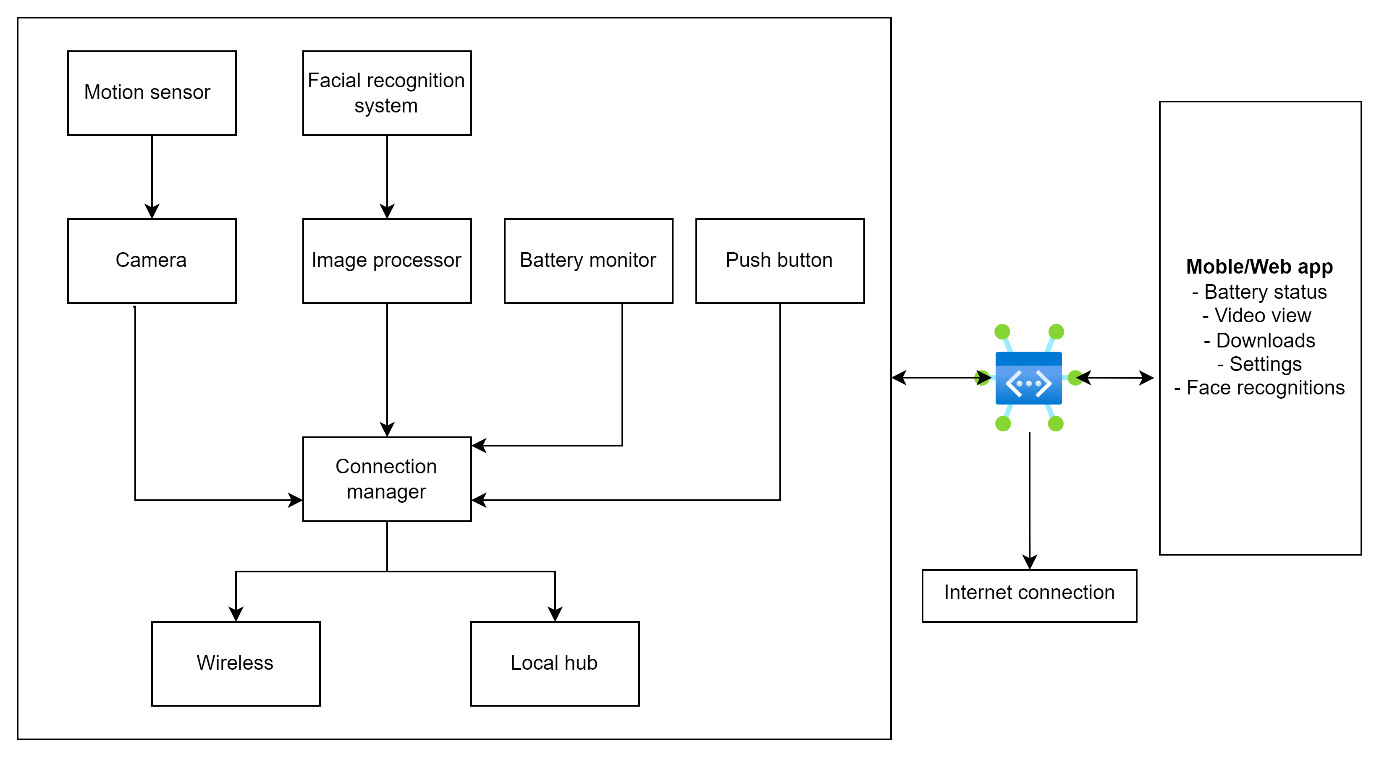 Motion sensor
Facial recognition
system
Camera
Image processor
Battery monitor
Push button
Connection
manager
Wireless
Local hub
Internet connection
Moble/Web app
- Battery status
- Video view
- Downloads
- Settings
- Face recognitions